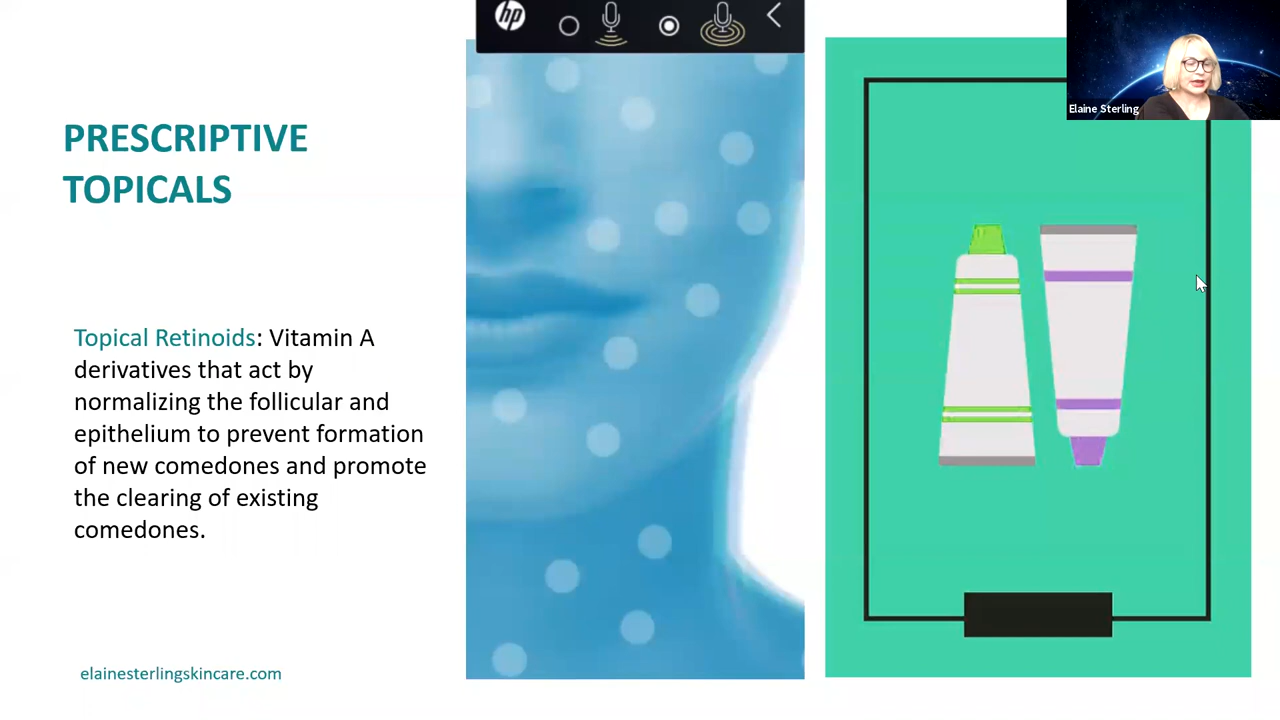 hp
Elaine Sterling
PRESCRIPTIVE
TOPICALS
Topical Retinoids: Vitamin A
derivatives that act by
normalizing the follicular and
epithelium to prevent formation
of new comedones and promote
the clearing of existing
comedones.
elainesterlingskincare.com